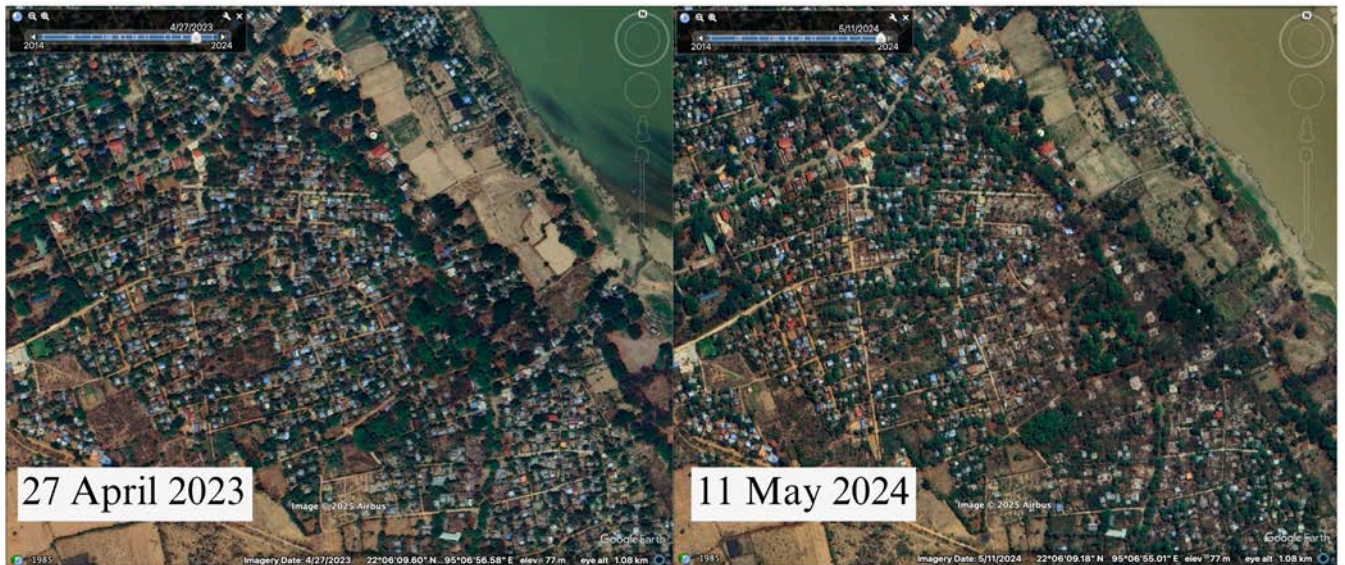 4/27/2023
2014
2024
N
27 April 2023
Image © 2025 Airbus
Google Earth
1985
Imagery Date: 4/27/2023 22°06'09.60" N 95°06'56.58" E elev 77 m eye alt 1.08 km
5/11/2024
2014
2024
N
11 May 2024
Image © 2025 Airbus
Google Earth
1985
Imagery Date: 5/11/2024 22°06'09.18" N 95°06'55.01" E elev 77 m eye alt 1.08 km